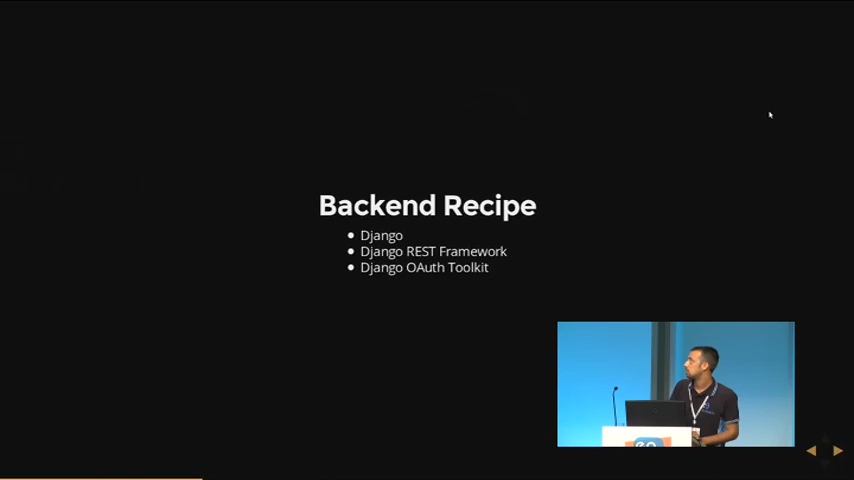 Backend Recipe
Django
Django REST Framework
Django OAuth Toolkit